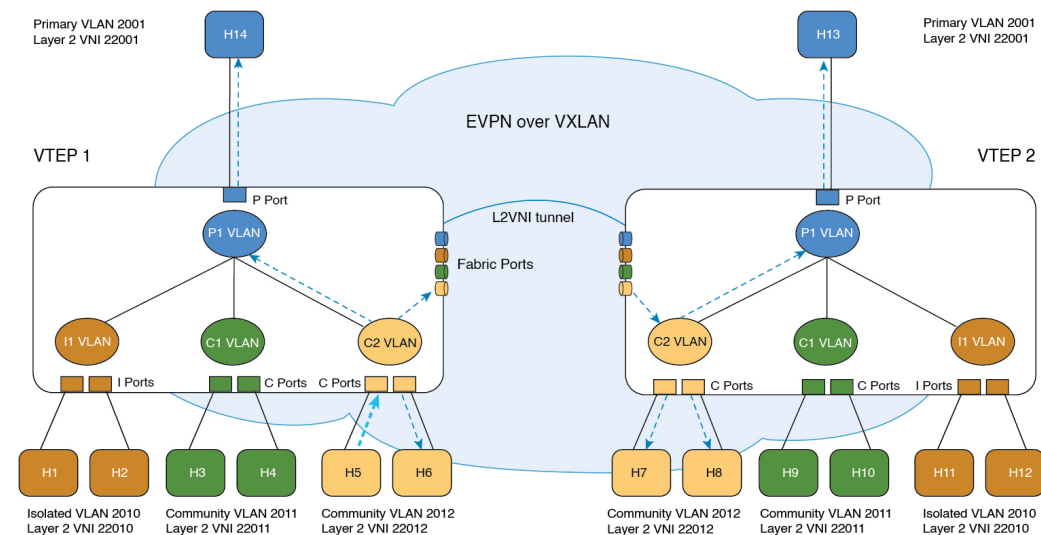 Primary VLAN 2001
Layer 2 VNI 22001
H14
H13
Primary VLAN 2001
Layer 2 VNI 22001
EVPN over VXLAN
VTEP 1
VTEP 2
P Port
P Port
L2VNI tunnel
P1 VLAN
P1 VLAN
Fabric Ports
I1 VLAN
C1 VLAN
C2 VLAN
C2 VLAN
C1 VLAN
I1 VLAN
I Ports
C Ports
C Ports
C Ports
C Ports
I Ports
H1
H2
H3
H4
H5
H6
H7
H8
H9
H10
H11
H12
Isolated VLAN 2010
Layer 2 VNI 22010
Community VLAN 2011
Layer 2 VNI 22011
Community VLAN 2012
Layer 2 VNI 22012
Community VLAN 2012
Layer 2 VNI 22012
Community VLAN 2011
Layer 2 VNI 22011
Isolated VLAN 2010
Layer 2 VNI 22010